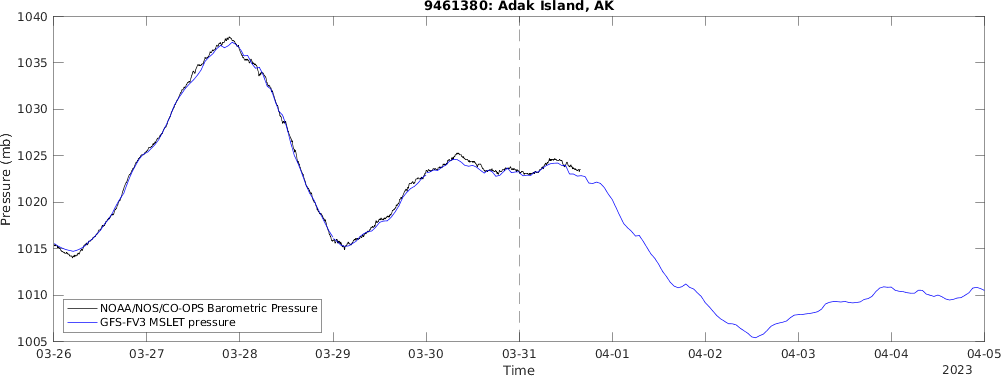 9461380: Adak Island, AK
Pressure (mb)
1040
1035
1030
1025
1020
1015
1010
1005
NOAA/NOS/CO-OPS Barometric Pressure
GFS-FV3 MSLET pressure
03-26 03-27 03-28 03-29 03-30 03-31 04-01 04-02 04-03 04-04 04-05
Time
2023